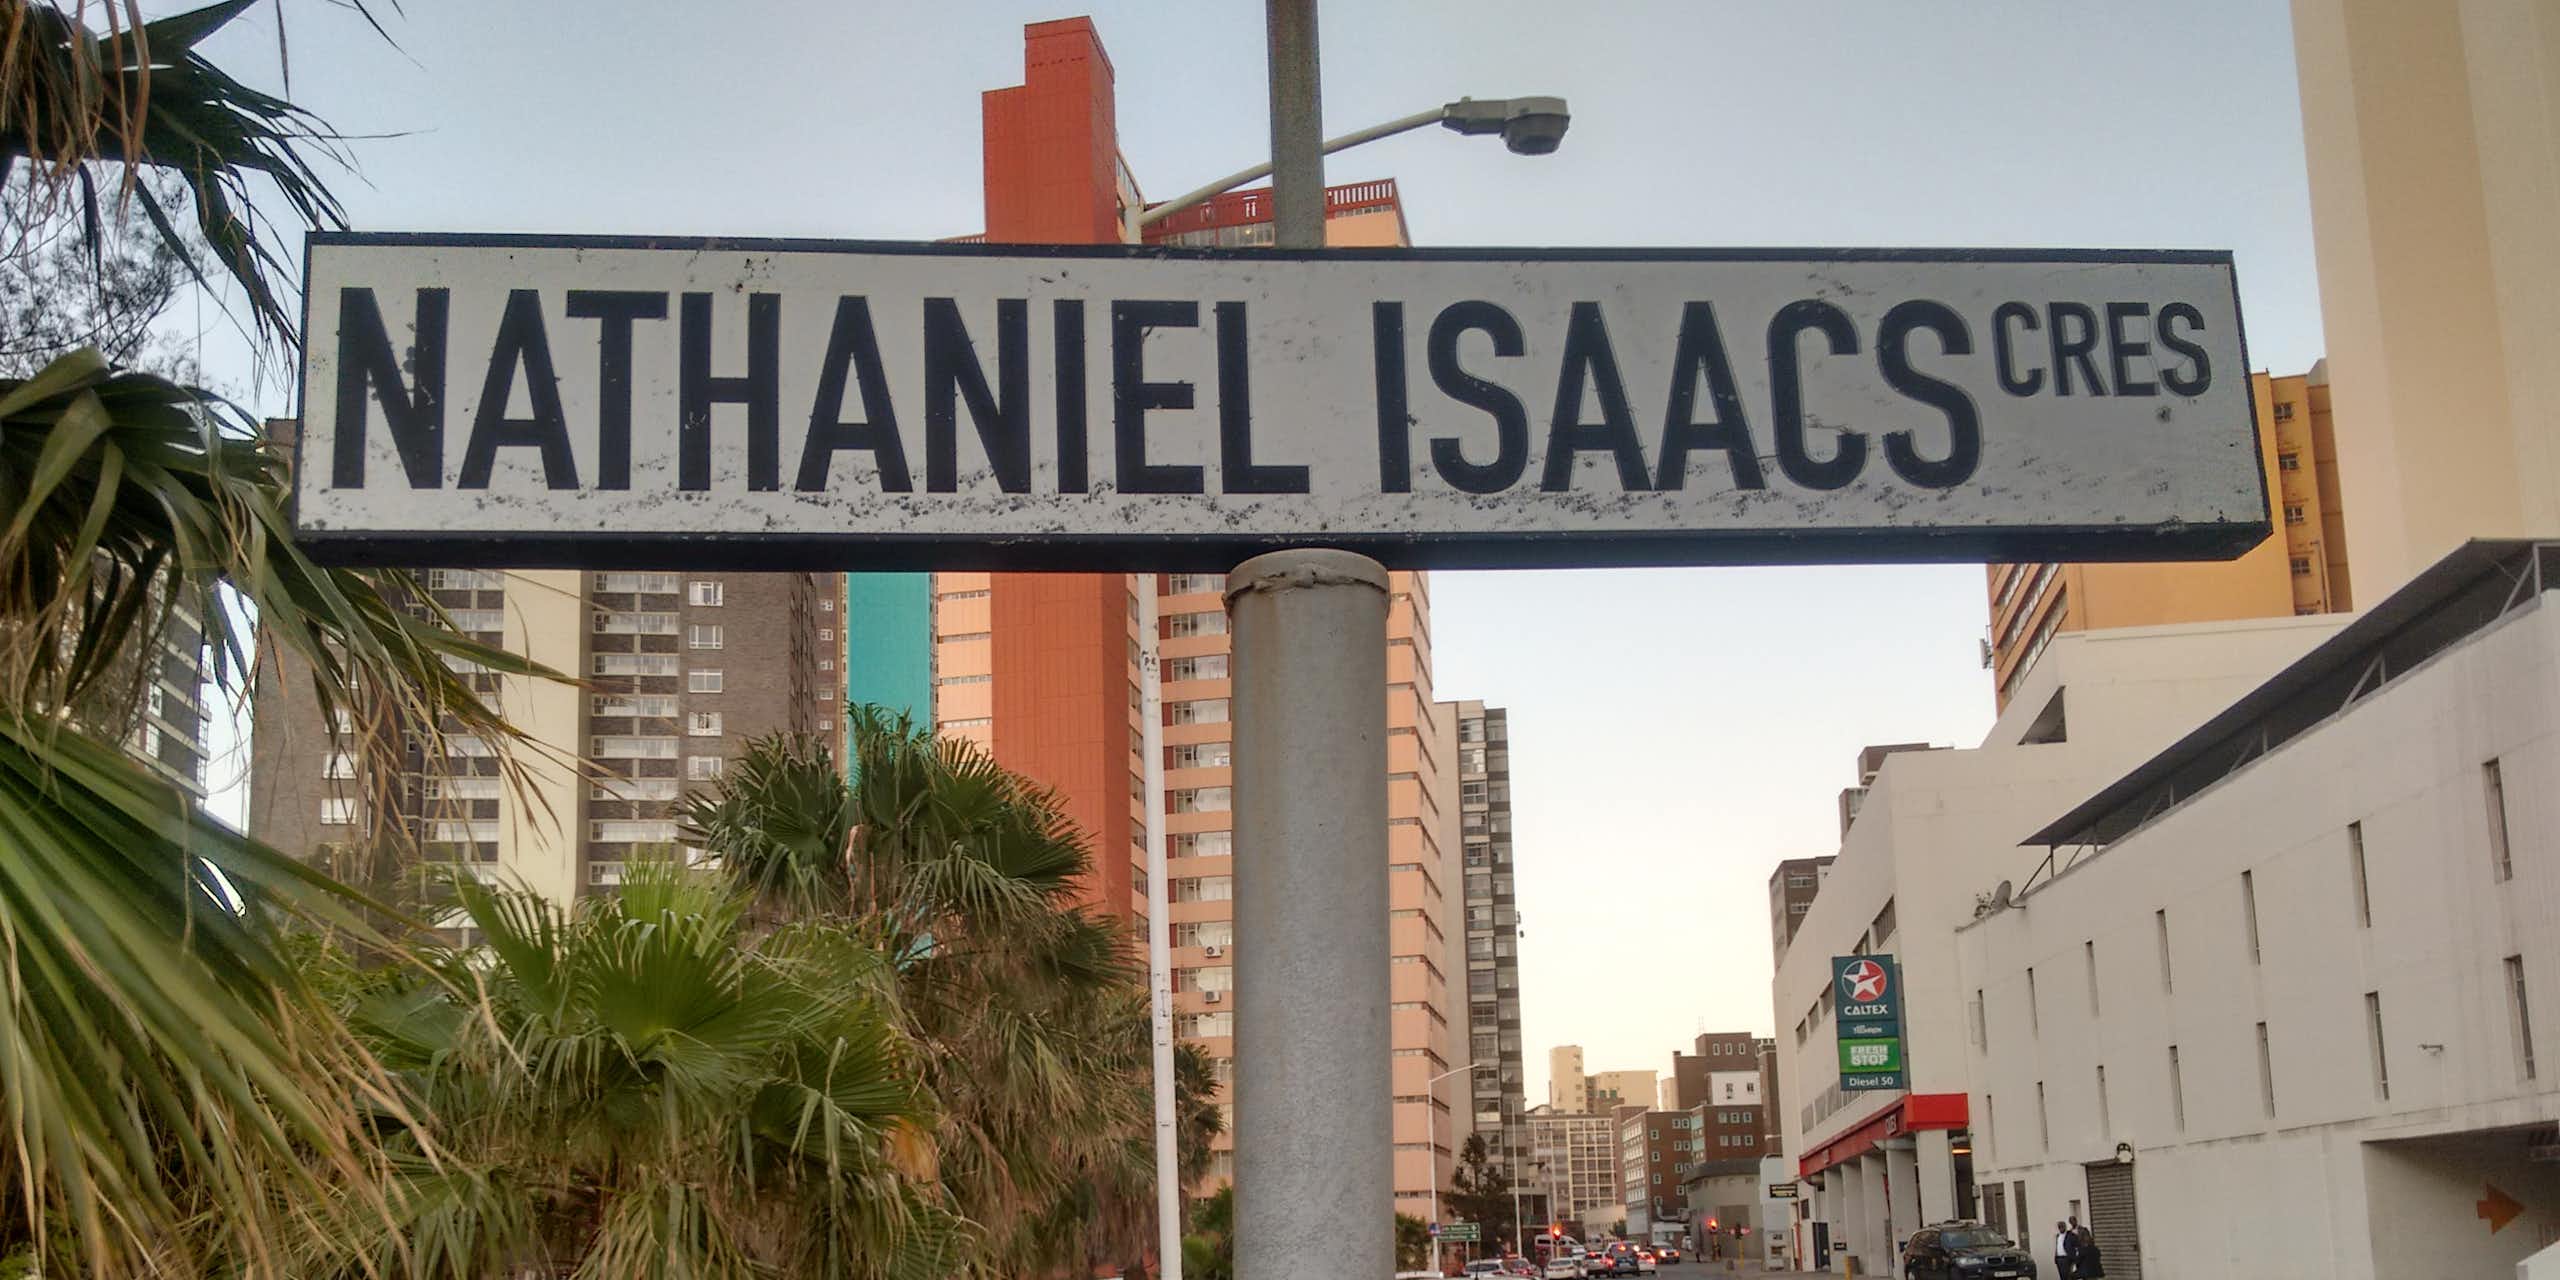 NATHANIEL ISAACS CRES
CALTEX
FRESH
STOP
Diesel 50